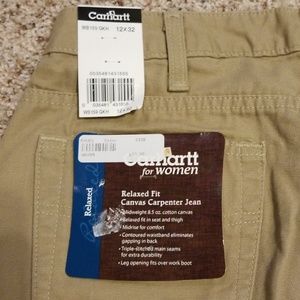 Carhartt
WB159 GKH 12X32
Carhartt
for WOMEN
Relaxed
Relaxed Fit
Canvas Carpenter Jean
Midweight 8.5 oz. cotton canvas
Relaxed fit in seat and thigh
Midrise for comfort
Contoured waistband eliminates
gapping in back
Triple-stitched main seams
for extra durability
Leg opening fits over work boot